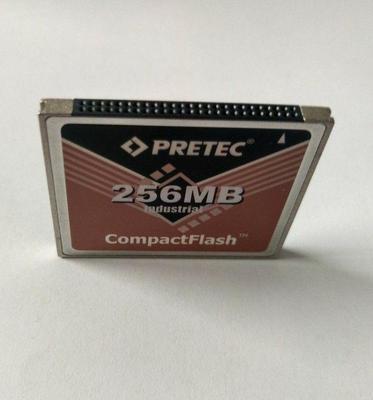 PRETEC
256MB
Industrial
CompactFlash™